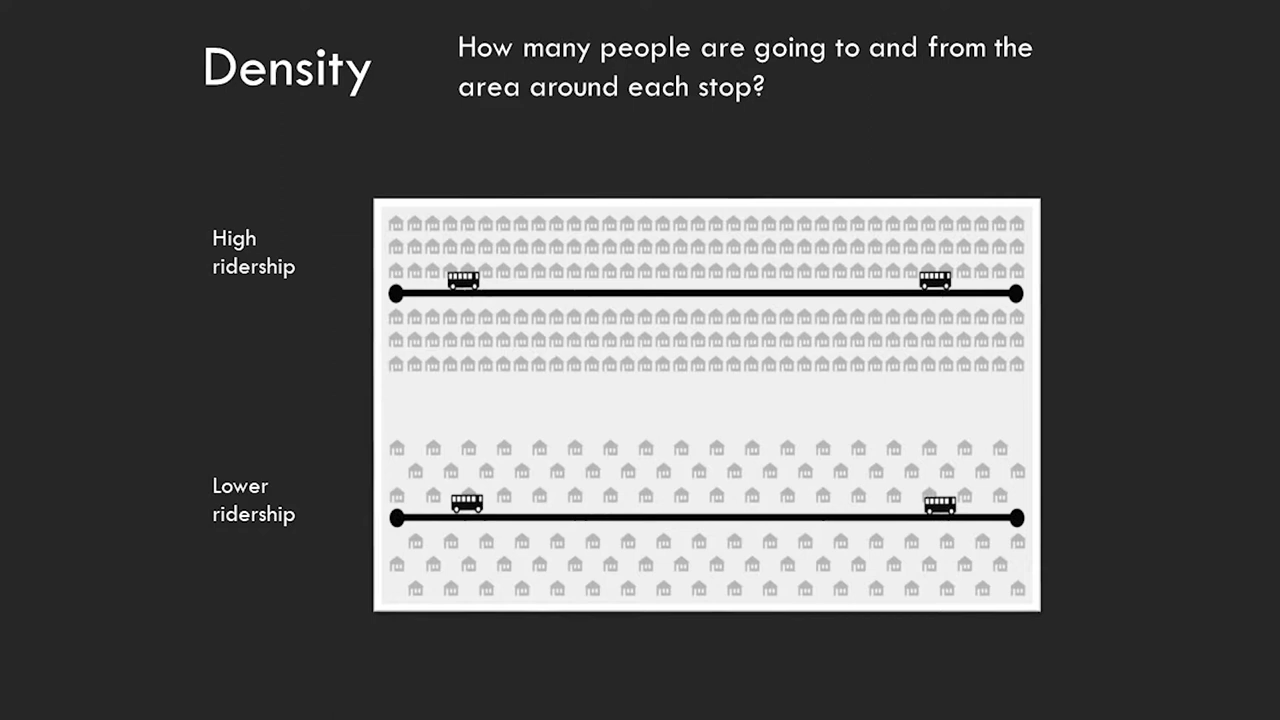 Density
How many people are going to and from the
area around each stop?
High
ridership
Lower
ridership